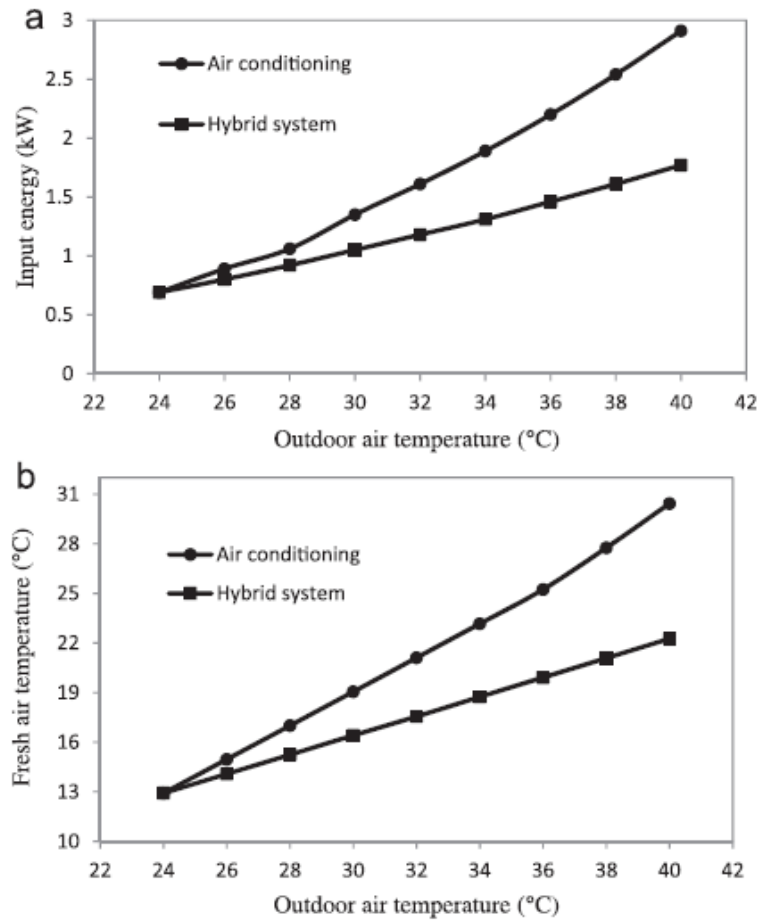 a
3
2.5
2
1.5
1
0.5
0
Input energy (kW)
Air conditioning
Hybrid system
22 24 26 28 30 32 34 36 38 40 42
Outdoor air temperature (°C)
b
31
28
25
22
19
16
13
10
Fresh air temperature (°C)
Air conditioning
Hybrid system
22 24 26 28 30 32 34 36 38 40 42
Outdoor air temperature (°C)